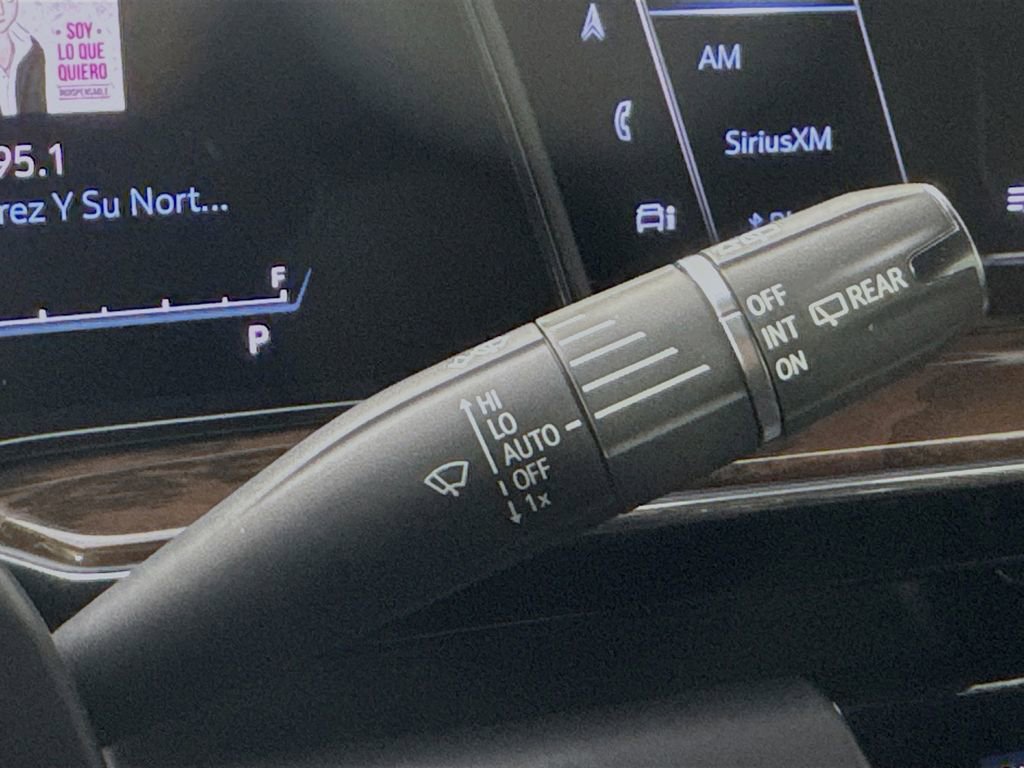 SOY
LO QUE
QUIERO
INDISPENSABLE
95.1
rez Y Su Nort...
F
P
AM
SiriusXM
HI
LO
AUTO
OFF
1x
OFF
INT
ON
REAR